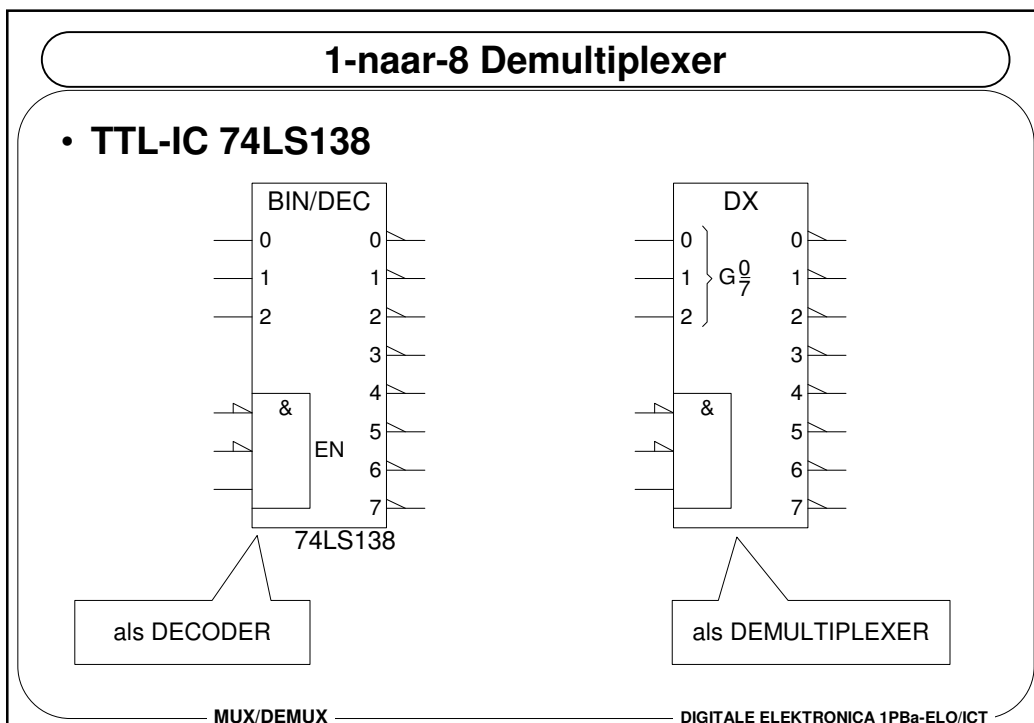 1-naar-8 Demultiplexer
• TTL-IC 74LS138
BIN/DEC
0 0
1 1
2 2
3
& 4
5
EN
6
7
74LS138
als DECODER
DX
0 0
1 G 0/7 1
2 2
3
& 4
5
6
7
als DEMULTIPLEXER
MUX/DEMUX
DIGITALE ELEKTRONICA 1PBa-ELO/ICT